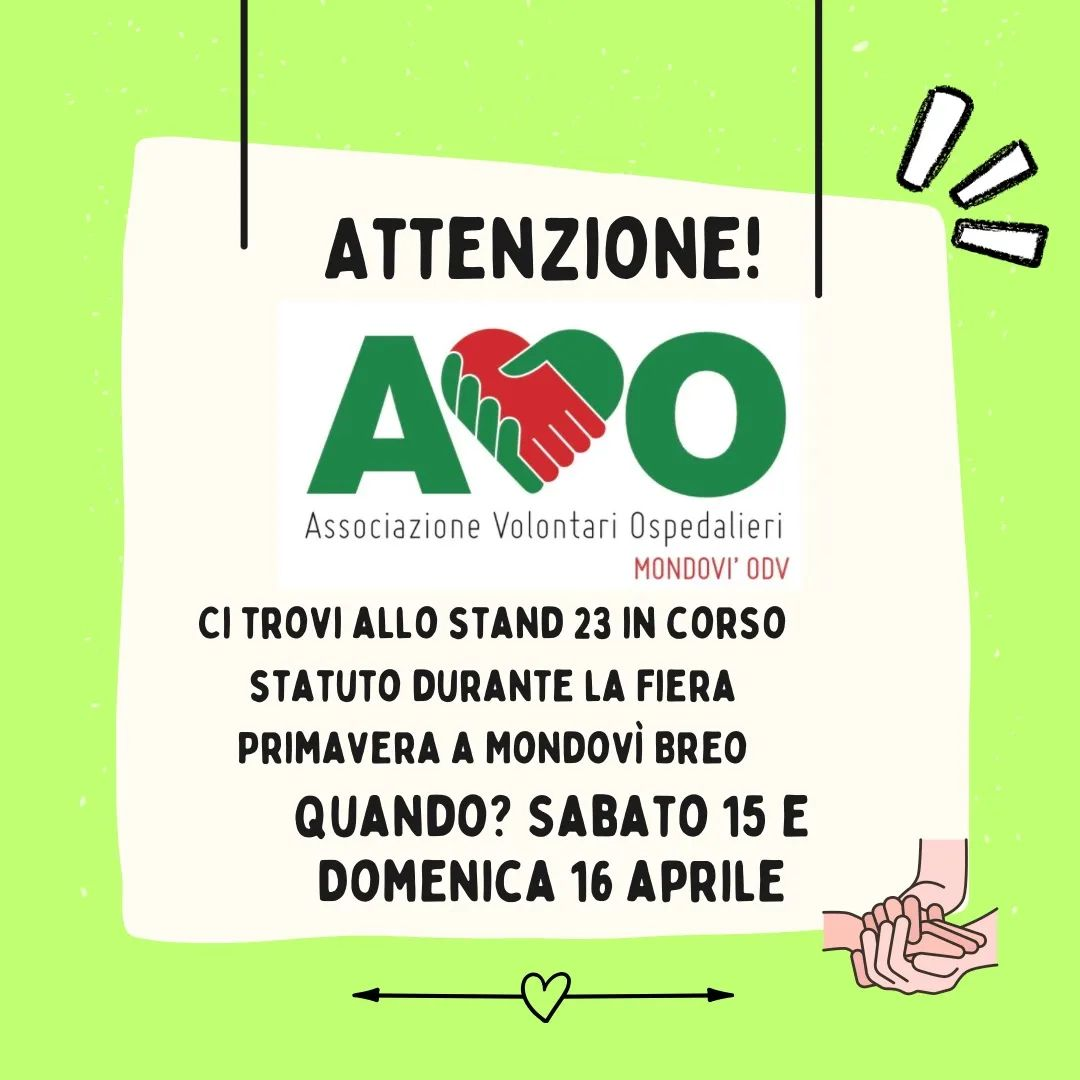 ATTENZIONE!
AVO
Associazione Volontari Ospedalieri
MONDOVI' ODV
CI TROVI ALLO STAND 23 IN CORSO
STATUTO DURANTE LA FIERA
PRIMAVERA A MONDOVÌ BREO
QUANDO? SABATO 15 E
DOMENICA 16 APRILE